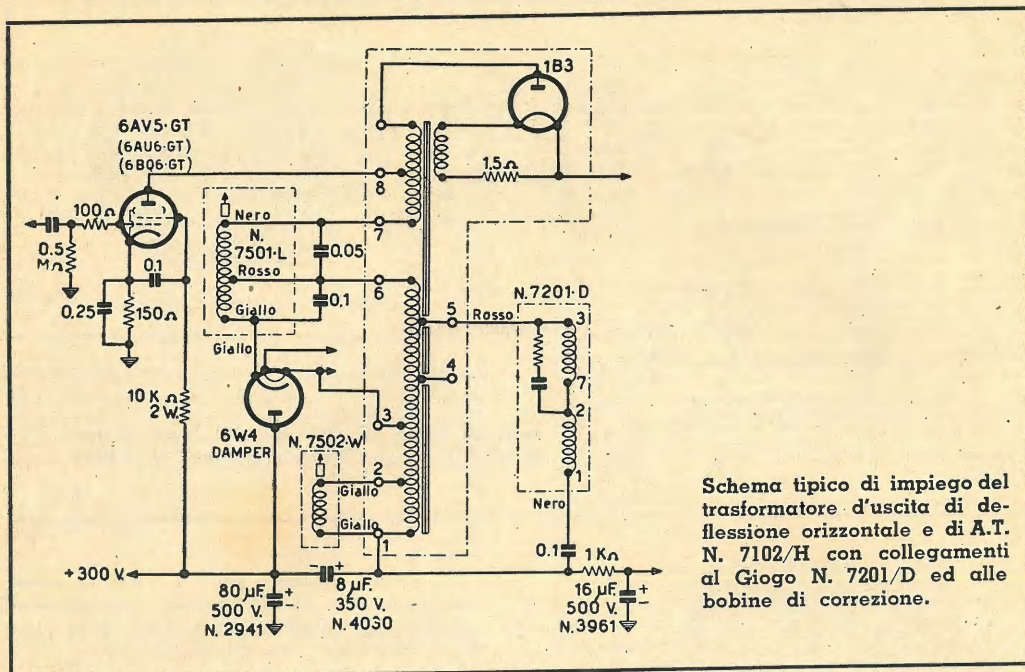 1B3
6AV5·GT
(6AU6·GT)
(6BQ6·GT)
1.5Ω
8
100Ω
Nero
7
N.
7501·L
0.05
0.5
MΩ
0.1
Rosso
6
N.7201·D
0.25
150Ω
Giallo
0.1
5
Rosso
3
Giallo
4
7
10 KΩ
2 W.
3
2
6W4
DAMPER
N. 7502·W
2
Giallo
1
Giallo
Nero
1
0.1
1 KΩ
+300 V.
80 µF.
500 V.
N. 2941
8 µF.
350 V.
N. 4030
16 µF
500 V.
N.3961
Schema tipico di impiego del
trasformatore d'uscita di de-
flessione orizzontale e di A.T.
N. 7102/H con collegamenti
al Giogo N. 7201/D ed alle
bobine di correzione.